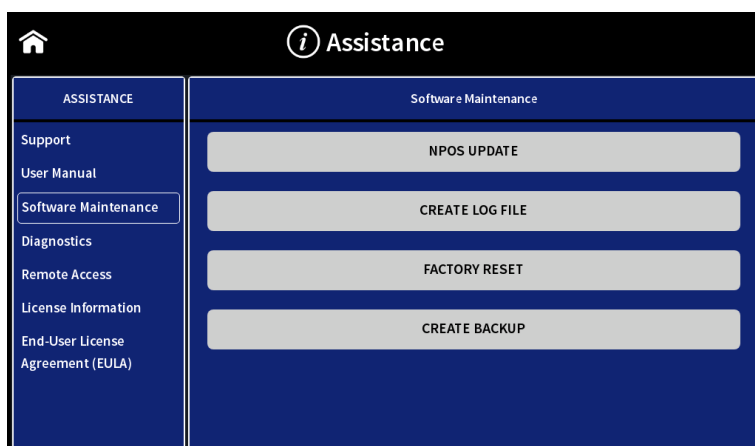 Assistance
ASSISTANCE
Support
User Manual
Software Maintenance
Diagnostics
Remote Access
License Information
End-User License
Agreement (EULA)
Software Maintenance
NPOS UPDATE
CREATE LOG FILE
FACTORY RESET
CREATE BACKUP